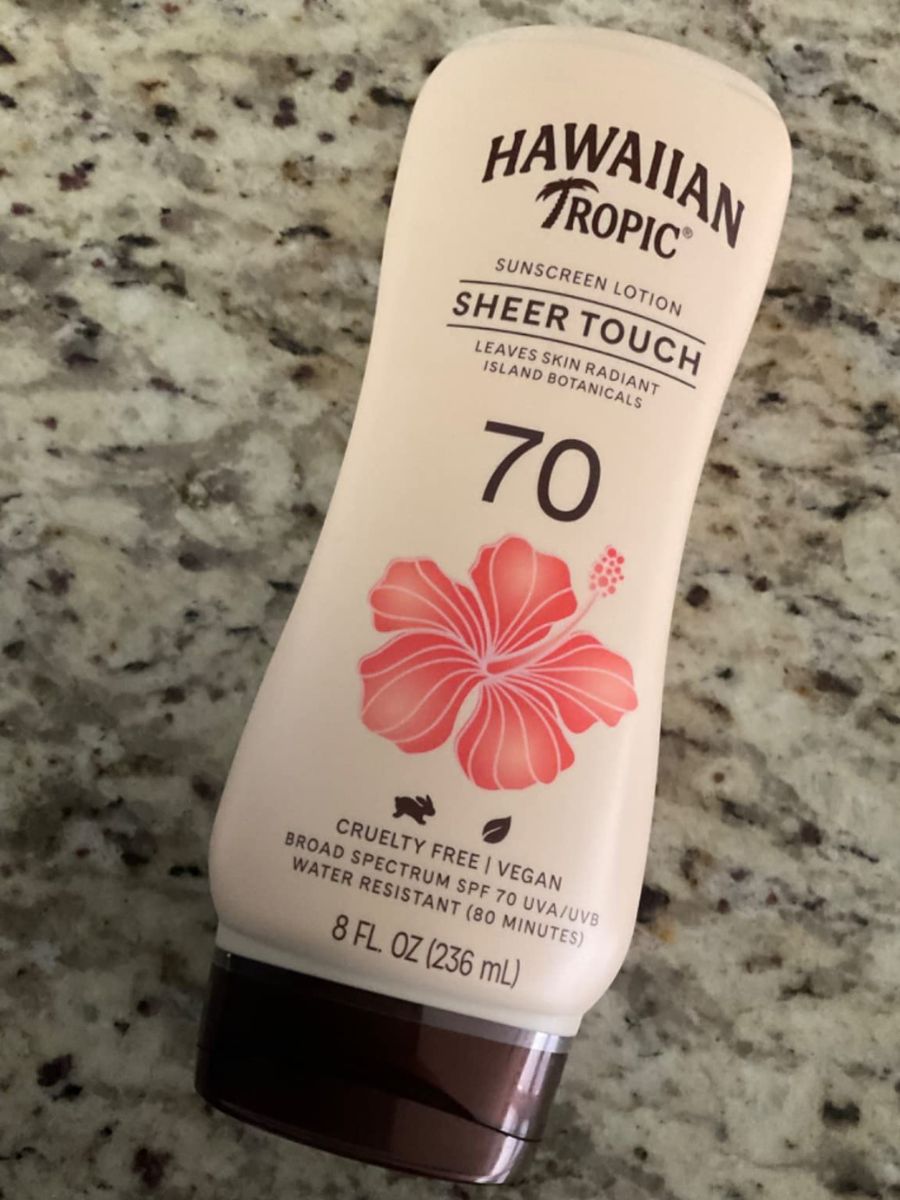 HAWAIIAN
TROPIC®
SUNSCREEN LOTION
SHEER TOUCH
LEAVES SKIN RADIANT
ISLAND BOTANICALS
70
CRUELTY FREE | VEGAN
BROAD SPECTRUM SPF 70 UVA/UVB
WATER RESISTANT (80 MINUTES)
8 FL. OZ (236 mL)